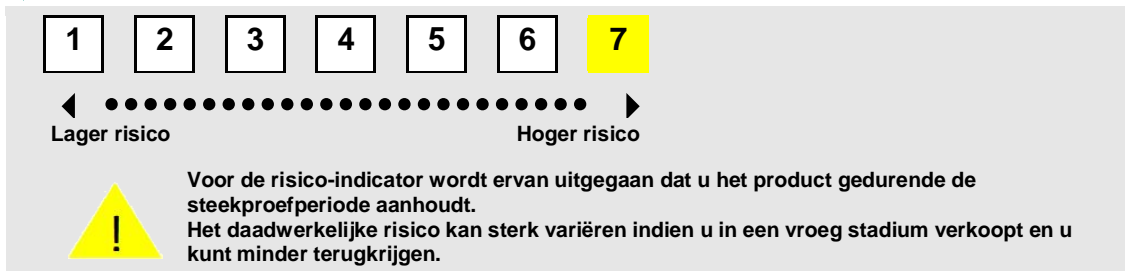 1 2 3 4 5 6 7
Lager risico Hoger risico
!
Voor de risico-indicator wordt ervan uitgegaan dat u het product gedurende de
steekproefperiode aanhoudt.
Het daadwerkelijke risico kan sterk variëren indien u in een vroeg stadium verkoopt en u
kunt minder terugkrijgen.